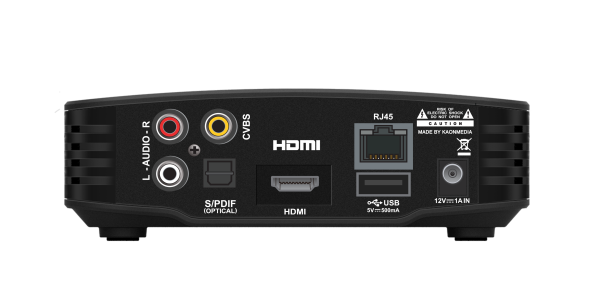 L - AUDIO - R
CVBS
HDMI
RJ45
RISK OF
ELECTRIC SHOCK
DO NOT OPEN
CAUTION
MADE BY KAONMEDIA
S/PDIF
(OPTICAL)
HDMI
USB
5V⎓500mA
12V⎓1A IN